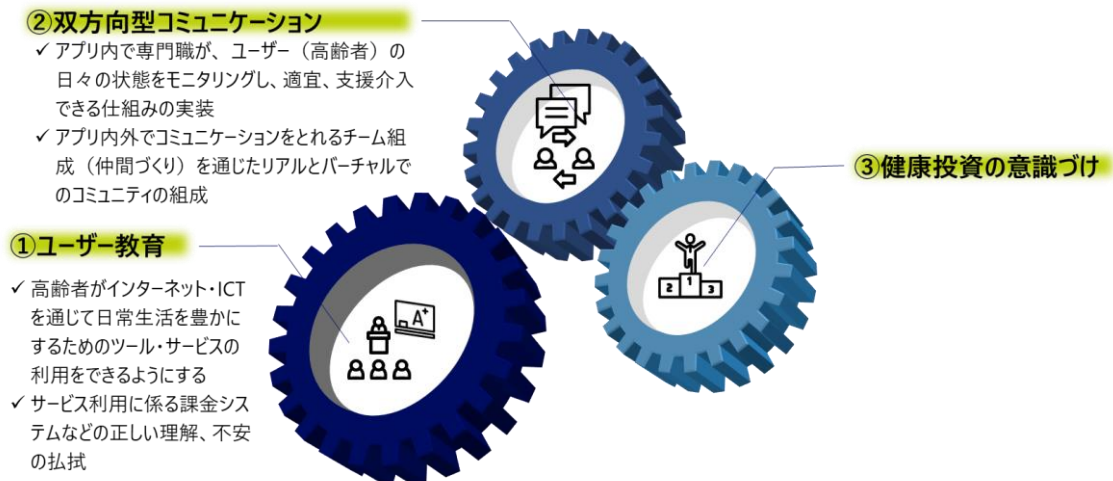 ②双方向型コミュニケーション
✓ アプリ内で専門職が、ユーザー（高齢者）の
日々の状態をモニタリングし、適宜、支援介入
できる仕組みの実装
✓ アプリ内外でコミュニケーションをとれるチーム組
成（仲間づくり）を通じたリアルとバーチャルで
のコミュニティの組成
③健康投資の意識づけ
①ユーザー教育
✓ 高齢者がインターネット・ICT
を通じて日常生活を豊かに
するためのツール・サービスの
利用をできるようにする
✓ サービス利用に係る課金シス
テムなどの正しい理解、不安
の払拭
A+
2 1 3